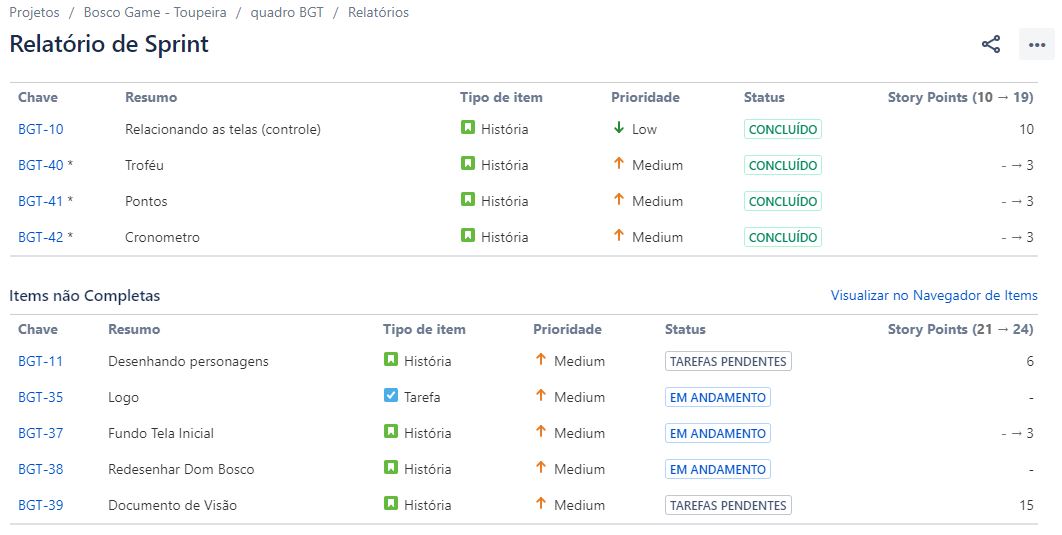 Projetos / Bosco Game - Toupeira / quadro BGT / Relatórios
Relatório de Sprint
Chave Resumo Tipo de item Prioridade Status Story Points (10 → 19)
BGT-10 Relacionando as telas (controle) História Low CONCLUÍDO 10
BGT-40 * Troféu História Medium CONCLUÍDO - → 3
BGT-41 * Pontos História Medium CONCLUÍDO - → 3
BGT-42 * Cronometro História Medium CONCLUÍDO - → 3
Items não Completas Visualizar no Navegador de Items
Chave Resumo Tipo de item Prioridade Status Story Points (21 → 24)
BGT-11 Desenhando personagens História Medium TAREFAS PENDENTES 6
BGT-35 Logo Tarefa Medium EM ANDAMENTO -
BGT-37 Fundo Tela Inicial História Medium EM ANDAMENTO - → 3
BGT-38 Redesenhar Dom Bosco História Medium EM ANDAMENTO -
BGT-39 Documento de Visão História Medium TAREFAS PENDENTES 15